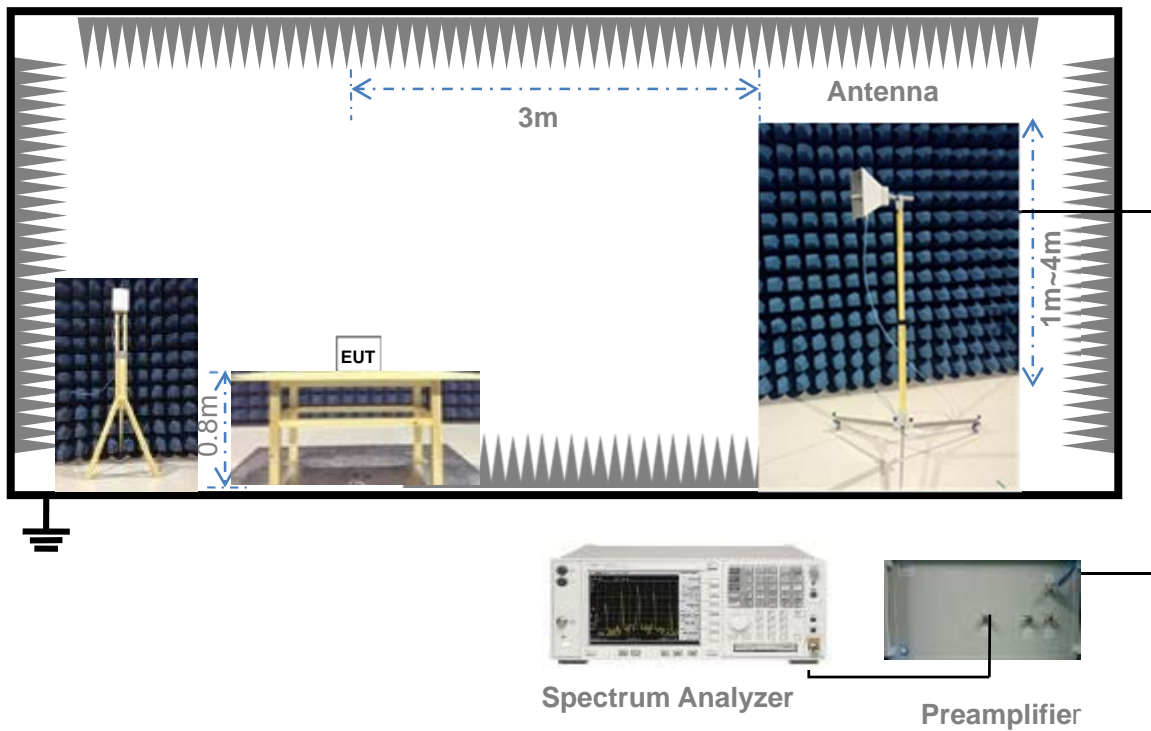 Antenna
3m
1m~4m
EUT
0.8m
Spectrum Analyzer
Preamplifier